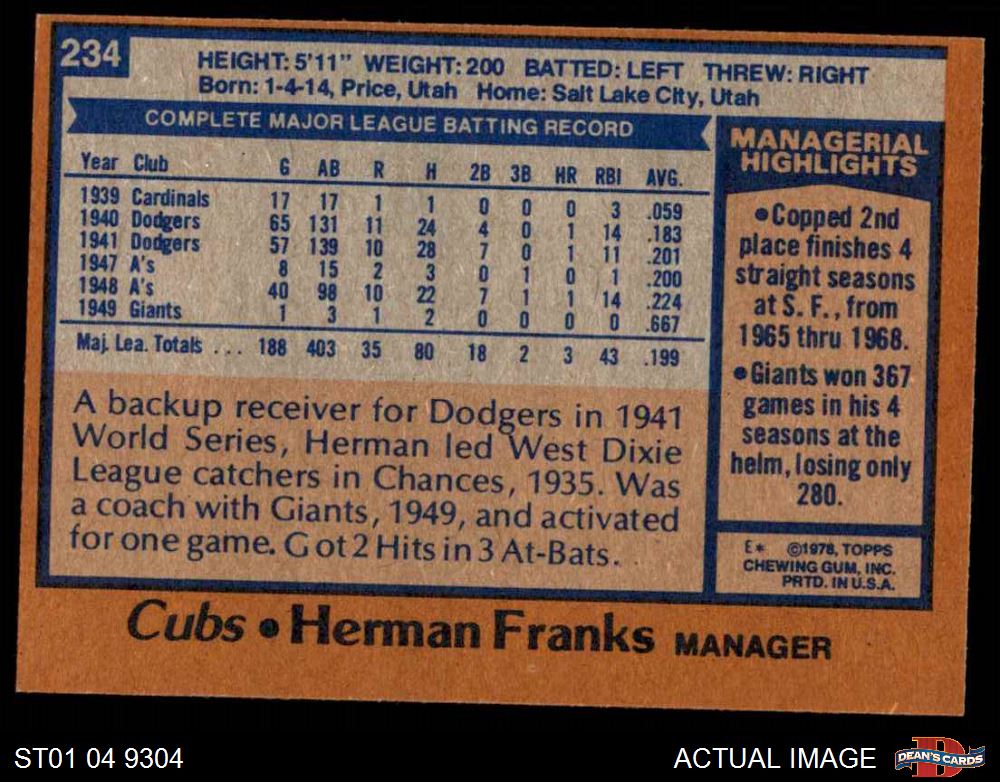 234
HEIGHT: 5'11" WEIGHT: 200 BATTED: LEFT THREW: RIGHT
Born: 1-4-14, Price, Utah Home: Salt Lake City, Utah
COMPLETE MAJOR LEAGUE BATTING RECORD
Year Club G AB R H 2B 3B HR RBI AVG.
1939 Cardinals 17 17 1 1 0 0 0 3 .059
1940 Dodgers 65 131 11 24 4 0 1 14 .183
1941 Dodgers 57 139 10 28 7 0 1 11 .201
1947 A's 8 15 2 3 0 1 0 1 .200
1948 A's 40 98 10 22 7 1 1 14 .224
1949 Giants 1 3 1 2 0 0 0 0 .667
Maj. Lea. Totals ... 188 403 35 80 18 2 3 43 .199
A backup receiver for Dodgers in 1941
World Series, Herman led West Dixie
League catchers in Chances, 1935. Was
a coach with Giants, 1949, and activated
for one game. Got 2 Hits in 3 At-Bats.
MANAGERIAL
HIGHLIGHTS
•Copped 2nd
place finishes 4
straight seasons
at S. F., from
1965 thru 1968.
•Giants won 367
games in his 4
seasons at the
helm, losing only
280.
E* ©1978, TOPPS
CHEWING GUM, INC.
PRTD. IN U.S.A.
Cubs • Herman Franks MANAGER
ST01 04 9304
ACTUAL IMAGE
D
DEAN'S CARDS